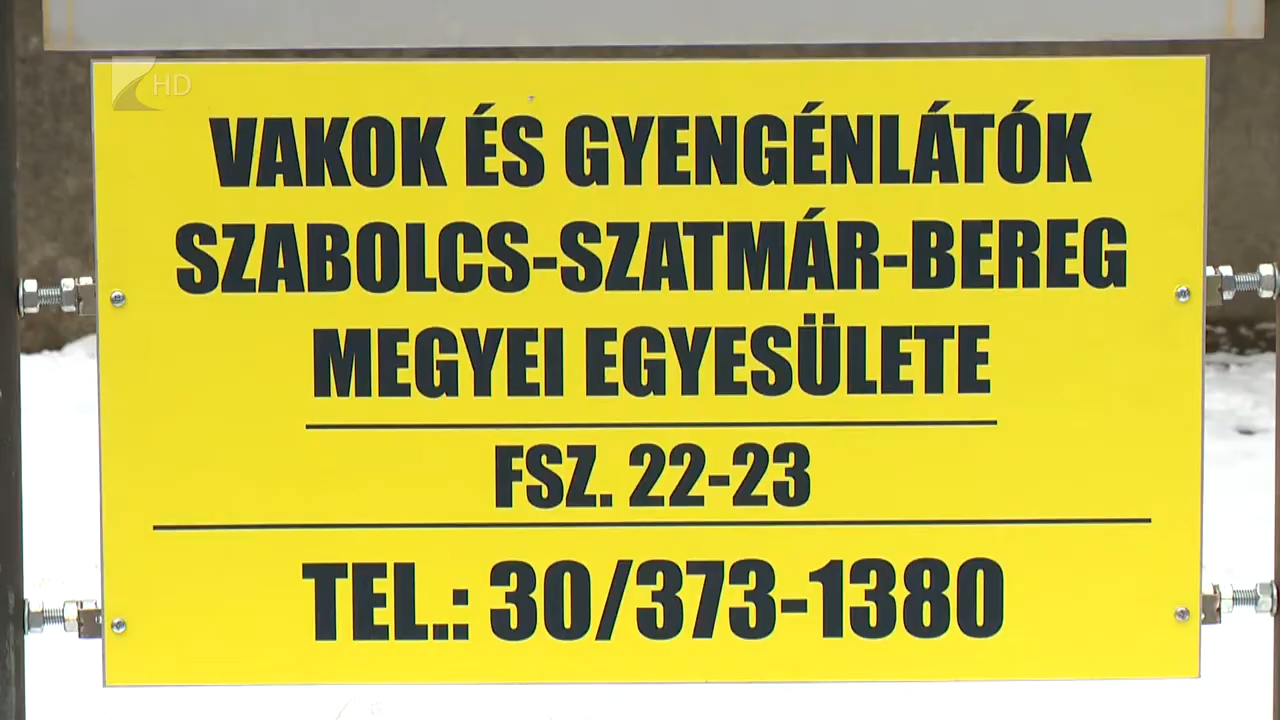 HD
VAKOK ÉS GYENGÉNLÁTÓK
SZABOLCS-SZATMÁR-BEREG
MEGYEI EGYESÜLETE
FSZ. 22-23
TEL.: 30/373-1380